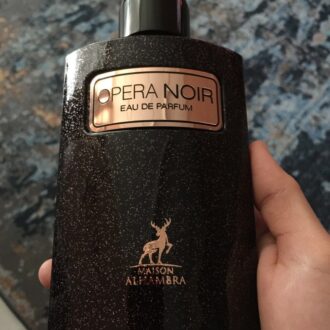 OPERA NOIR
EAU DE PARFUM
MAISON
ALHAMBRA